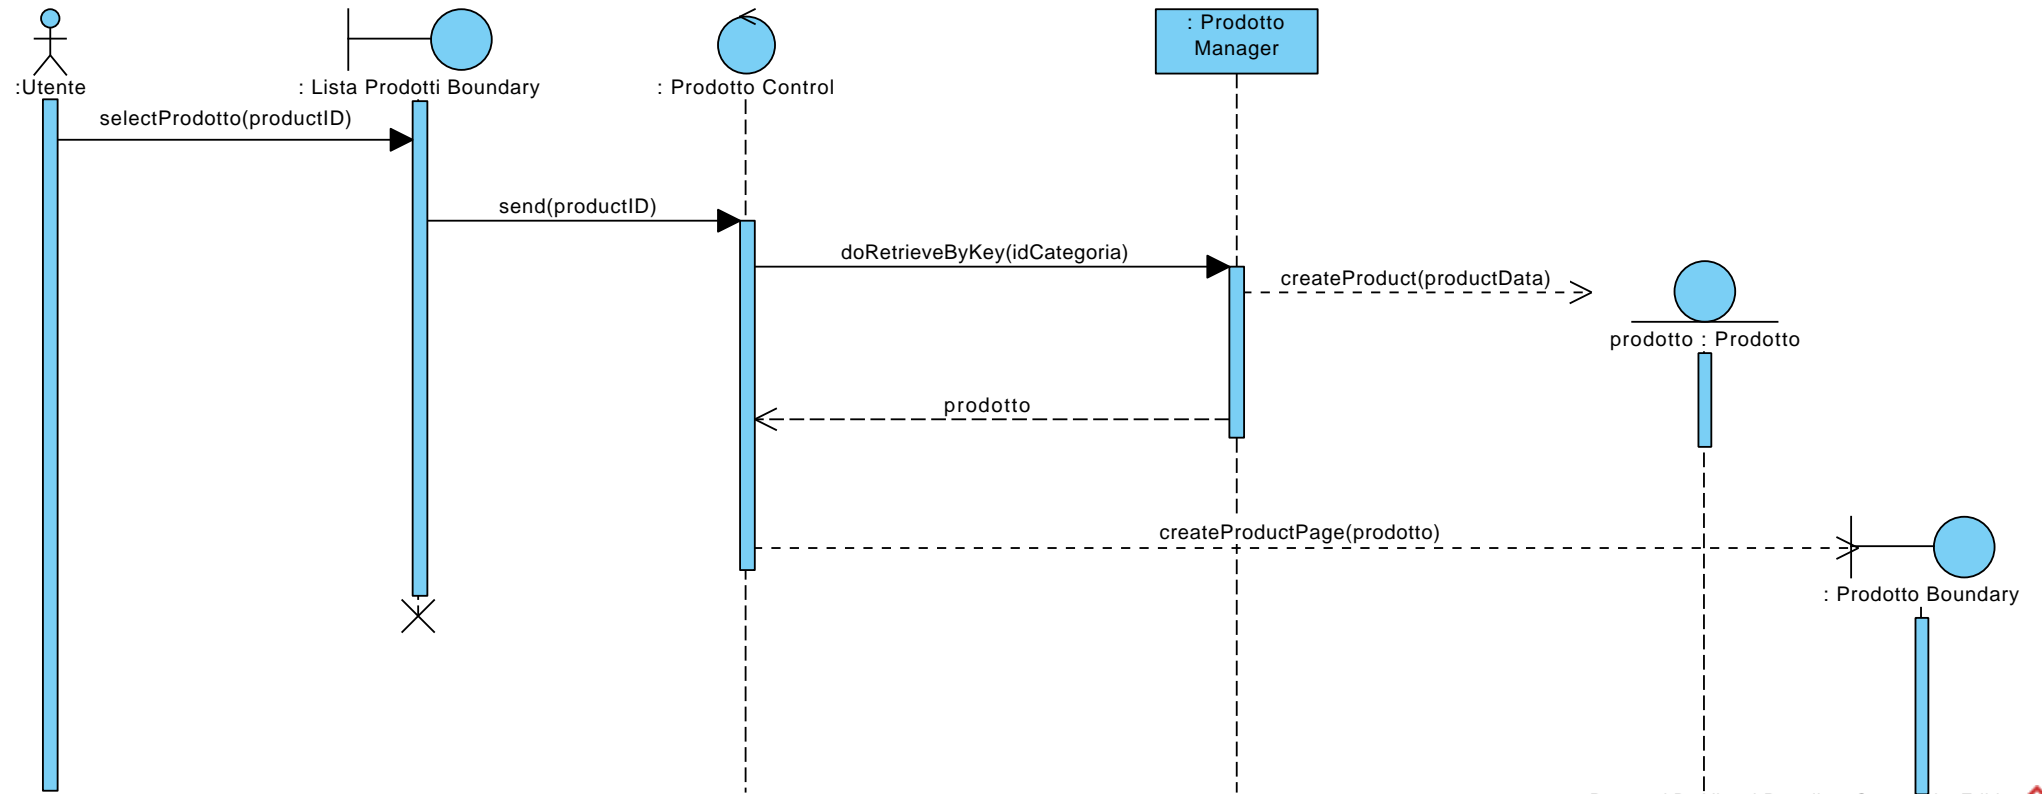 : Prodotto
Manager
:Utente
: Lista Prodotti Boundary
: Prodotto Control
selectProdotto(productID)
send(productID)
doRetrieveByKey(idCategoria)
createProduct(productData)
prodotto : Prodotto
prodotto
createProductPage(prodotto)
: Prodotto Boundary